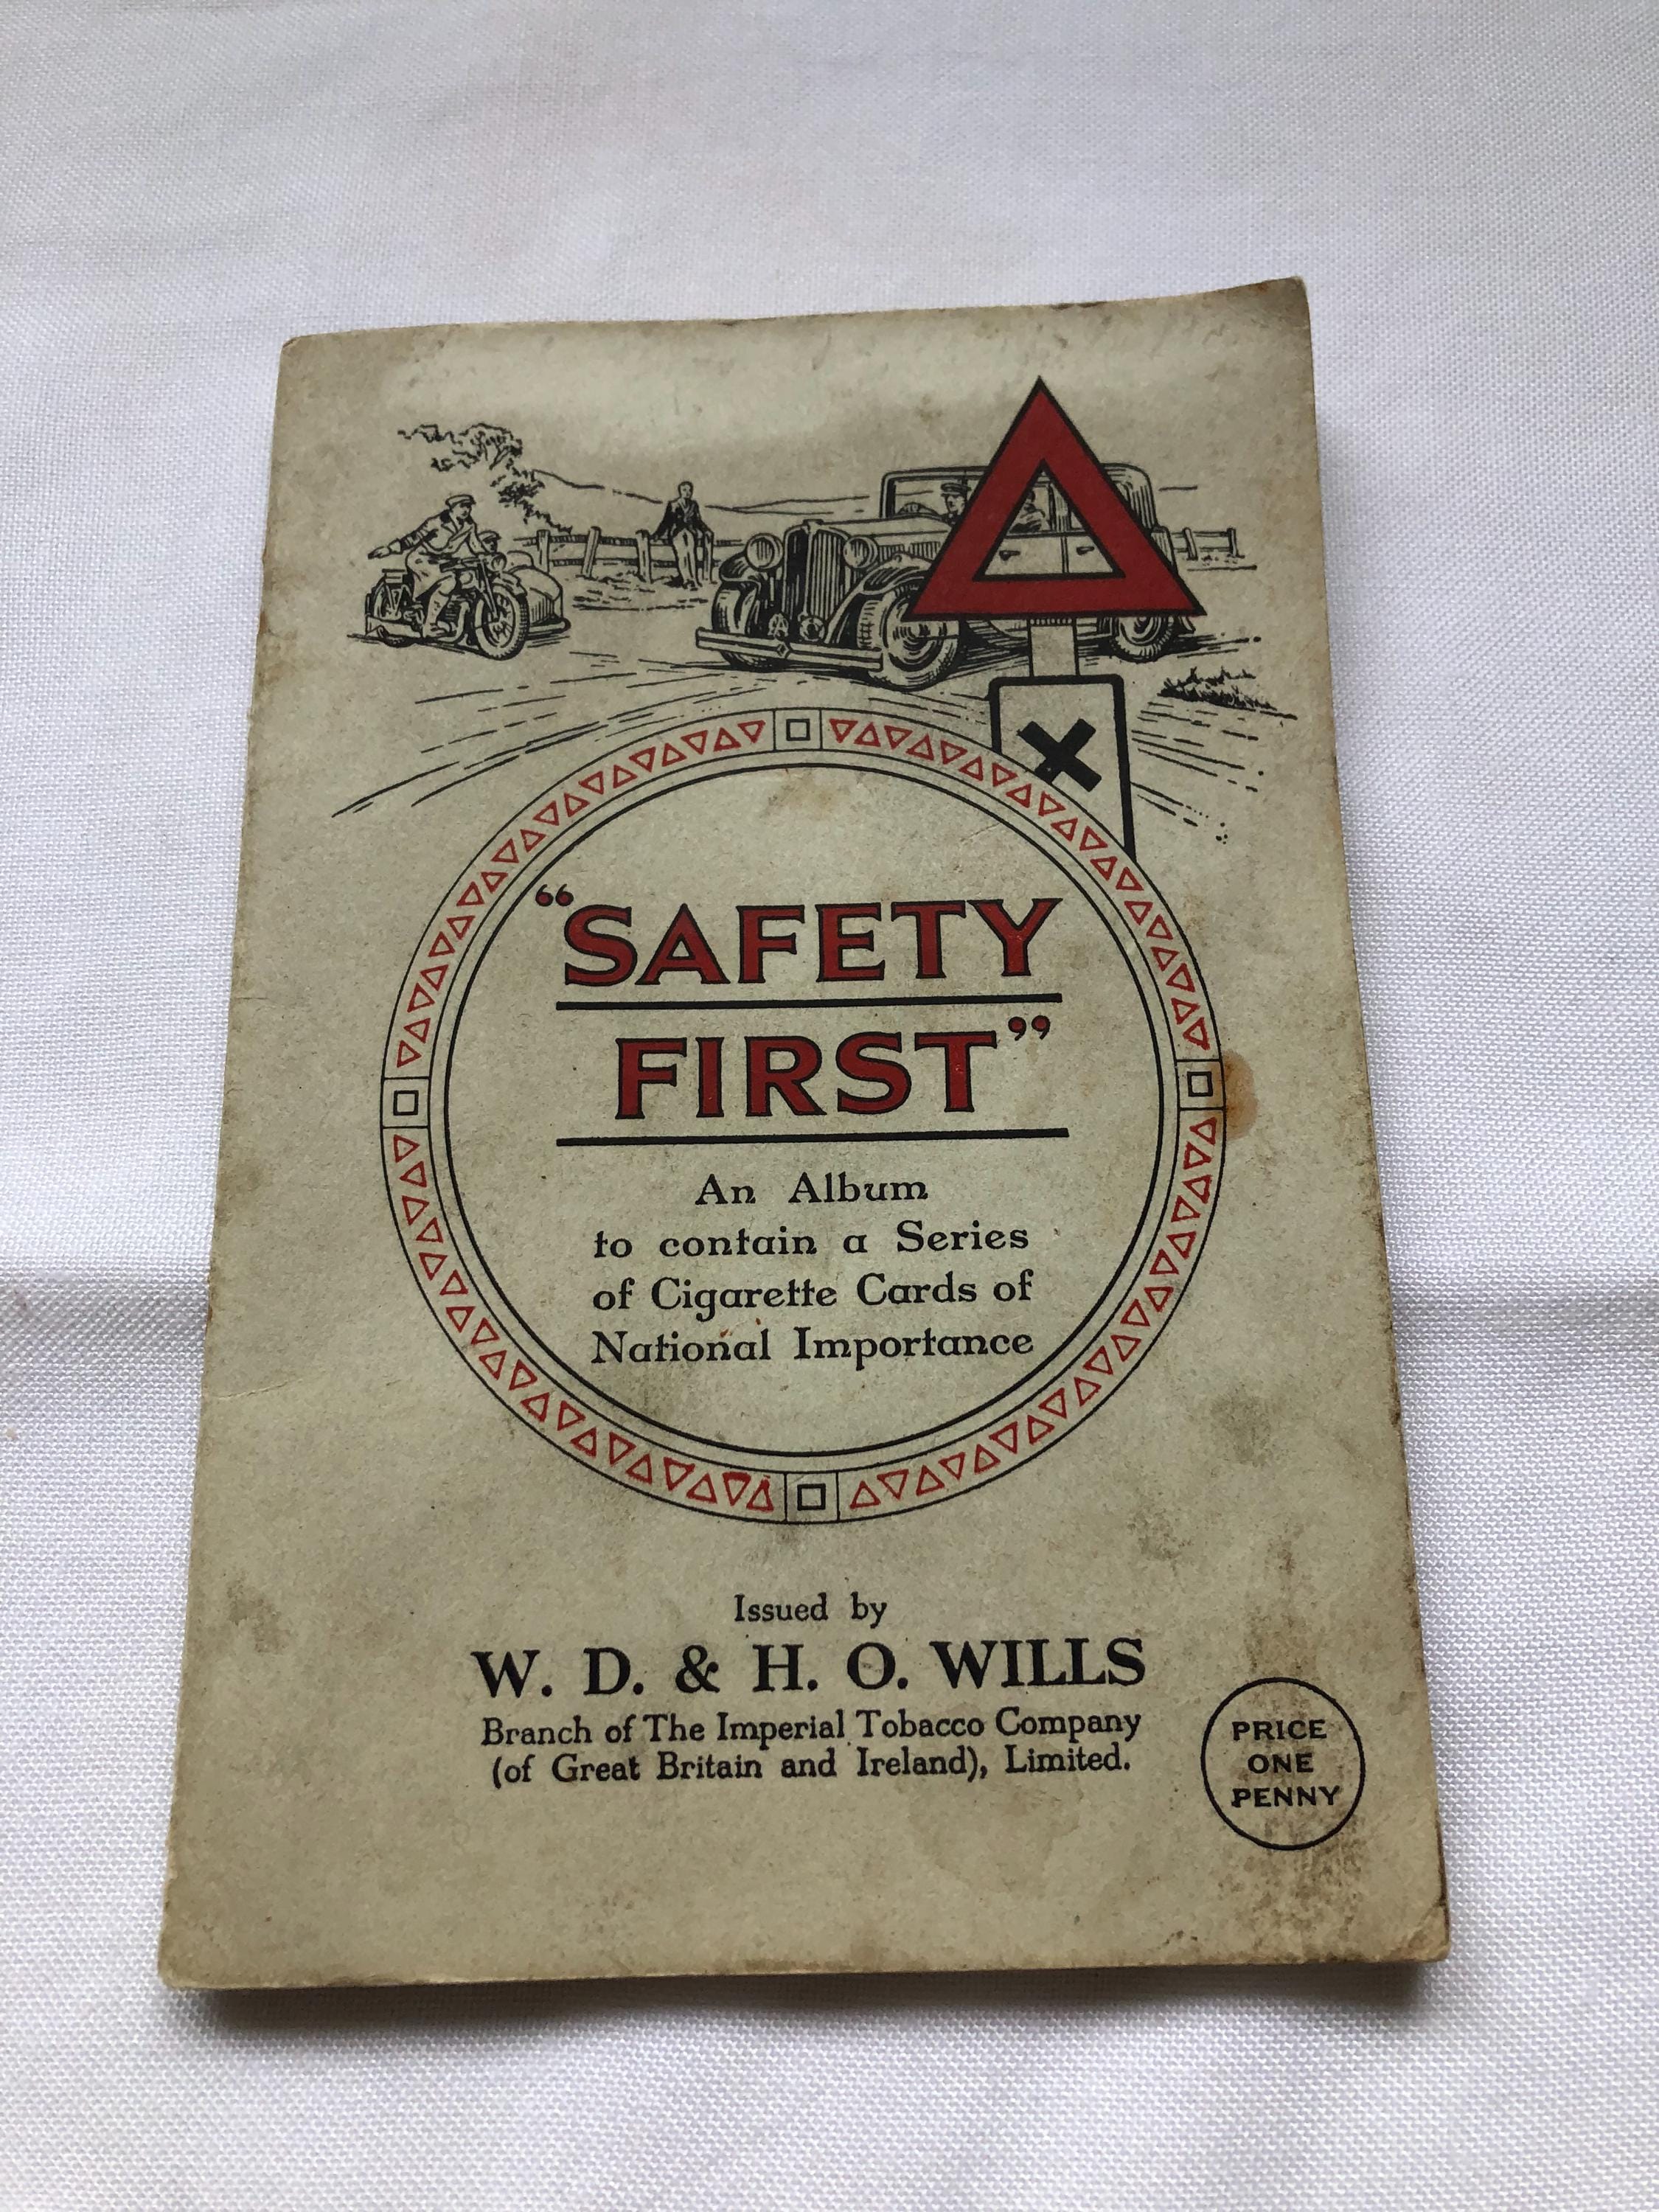 “SAFETY
FIRST”
An Album
to contain a Series
of Cigarette Cards of
National Importance
Issued by
W. D. & H. O. WILLS
Branch of The Imperial Tobacco Company
(of Great Britain and Ireland), Limited.
PRICE
ONE
PENNY